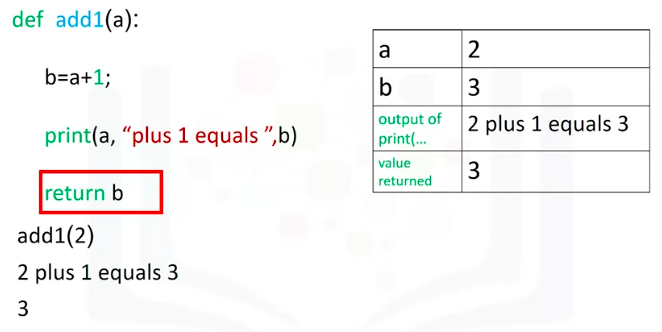 def add1(a):
b=a+1;
print(a, “plus 1 equals ”,b)
return b
add1(2)
2 plus 1 equals 3
3
a 2
b 3
output of
print(... 2 plus 1 equals 3
value
returned 3